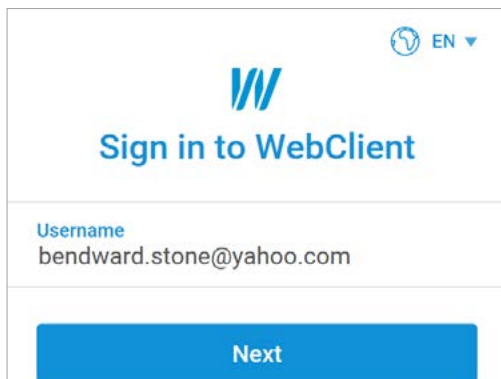 EN
Sign in to WebClient
Username
bendward.stone@yahoo.com
Next